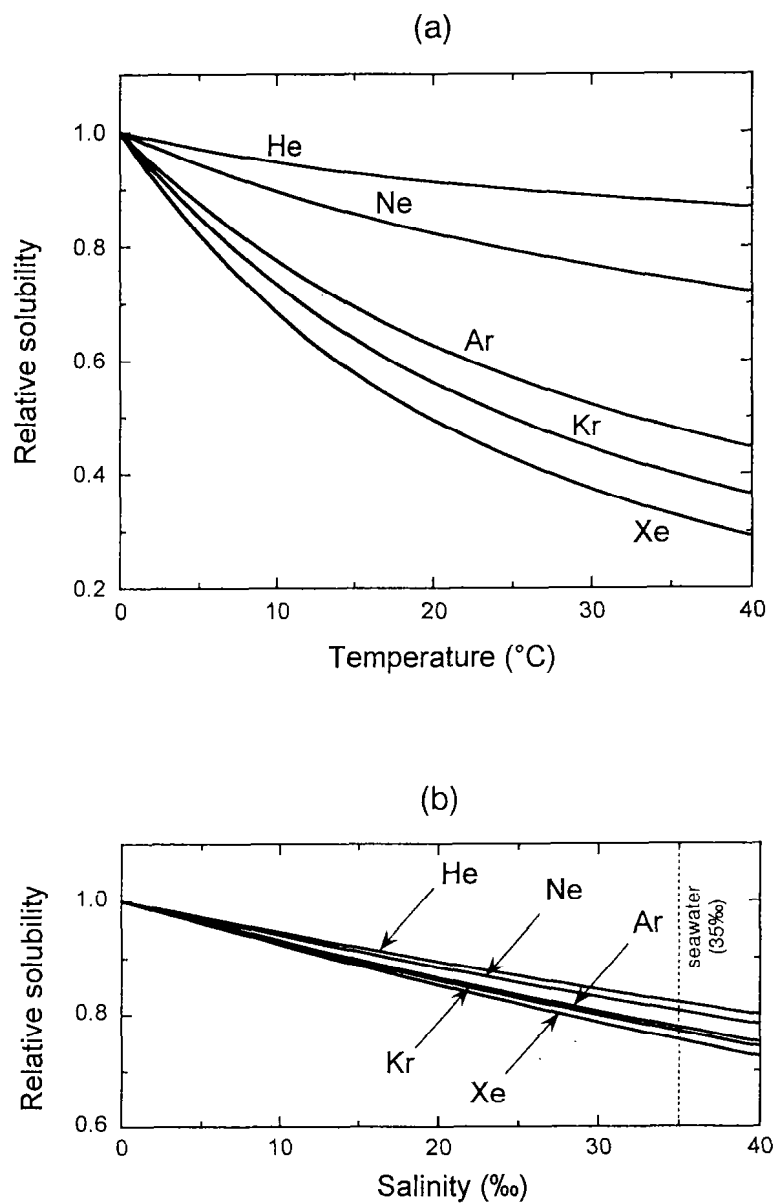 (a)
Relative solubility
1.0
0.8
0.6
0.4
0.2
He
Ne
Ar
Kr
Xe
0 10 20 30 40
Temperature (°C)
(b)
Relative solubility
1.0
0.8
0.6
He
Ne
Ar
Kr
Xe
seawater
(35‰)
0 10 20 30 40
Salinity (‰)